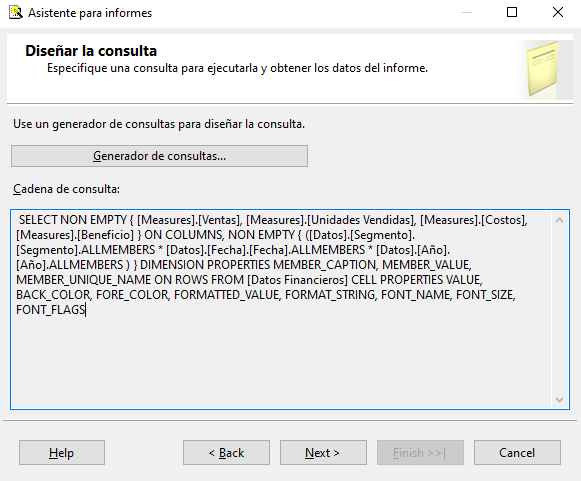 Asistente para informes
Diseñar la consulta
Especifique una consulta para ejecutarla y obtener los datos del informe.
Use un generador de consultas para diseñar la consulta.
Generador de consultas...
Cadena de consulta:
SELECT NON EMPTY { [Measures].[Ventas], [Measures].[Unidades Vendidas], [Measures].[Costos],
[Measures].[Beneficio] } ON COLUMNS, NON EMPTY { ([Datos].[Segmento].
[Segmento].ALLMEMBERS * [Datos].[Fecha].[Fecha].ALLMEMBERS * [Datos].[Año].
[Año].ALLMEMBERS ) } DIMENSION PROPERTIES MEMBER_CAPTION, MEMBER_VALUE,
MEMBER_UNIQUE_NAME ON ROWS FROM [Datos Financieros] CELL PROPERTIES VALUE,
BACK_COLOR, FORE_COLOR, FORMATTED_VALUE, FORMAT_STRING, FONT_NAME, FONT_SIZE,
FONT_FLAGS
Help
< Back
Next >
Finish >>|
Cancel